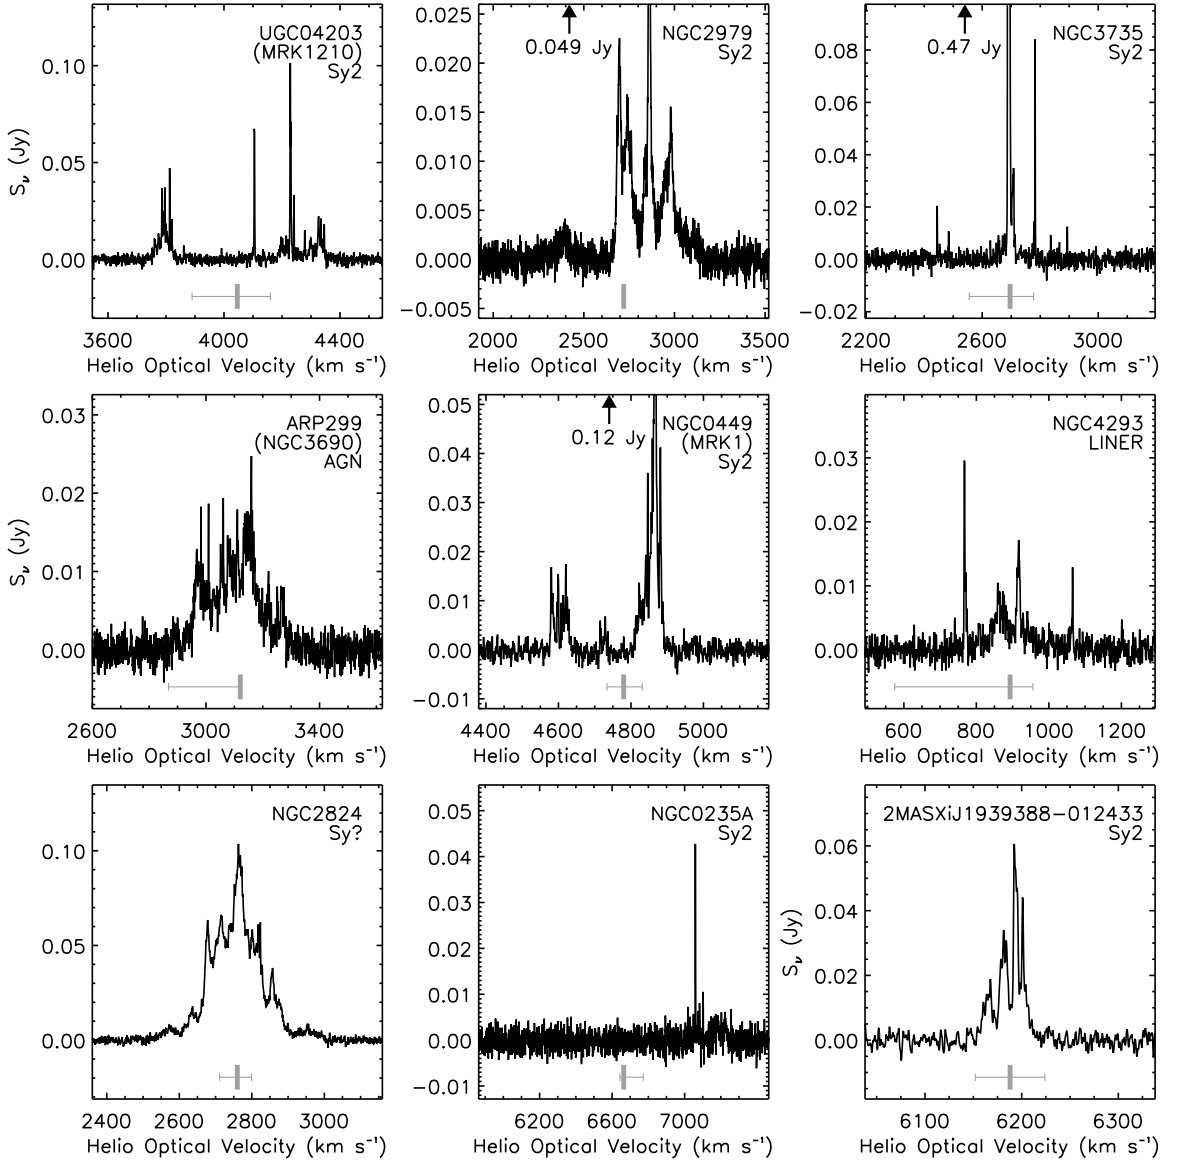 UGC04203
(MRK1210)
Sy2
0.10
0.05
0.00
S𝜈 (Jy)
3600 4000 4400
Helio Optical Velocity (km s⁻¹)
0.049 Jy
NGC2979
Sy2
0.025
0.020
0.015
0.010
0.005
0.000
−0.005
2000 2500 3000 3500
Helio Optical Velocity (km s⁻¹)
0.47 Jy
NGC3735
Sy2
0.08
0.06
0.04
0.02
0.00
−0.02
2200 2600 3000
Helio Optical Velocity (km s⁻¹)
ARP299
(NGC3690)
AGN
0.03
0.02
0.01
0.00
S𝜈 (Jy)
2600 3000 3400
Helio Optical Velocity (km s⁻¹)
0.12 Jy
NGC0449
(MRK1)
Sy2
0.05
0.04
0.03
0.02
0.01
0.00
−0.01
4400 4600 4800 5000
Helio Optical Velocity (km s⁻¹)
NGC4293
LINER
0.03
0.02
0.01
0.00
600 800 1000 1200
Helio Optical Velocity (km s⁻¹)
NGC2824
Sy?
0.10
0.05
0.00
2400 2600 2800 3000
Helio Optical Velocity (km s⁻¹)
NGC0235A
Sy2
0.05
0.04
0.03
0.02
0.01
0.00
−0.01
6200 6600 7000
Helio Optical Velocity (km s⁻¹)
2MASXiJ1939388−012433
Sy2
0.06
0.04
0.02
0.00
S𝜈 (Jy)
6100 6200 6300
Helio Optical Velocity (km s⁻¹)